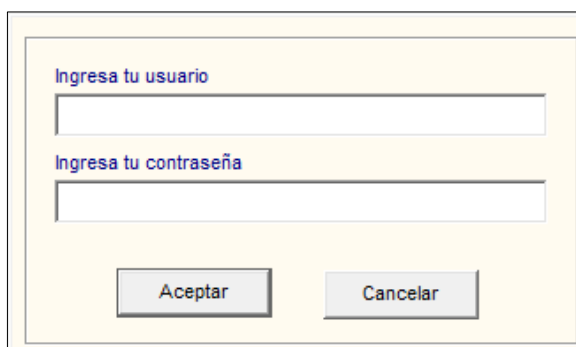 Ingresa tu usuario
Ingresa tu contraseña
Aceptar Cancelar